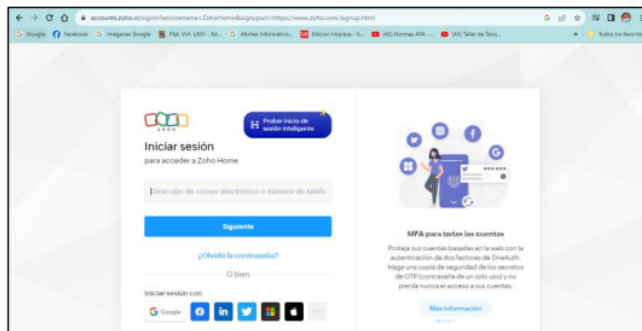 accounts.zoho.in/signin?servicename=ZohoHome&signupurl=https://www.zoho.com/signup.html
Google Facebook Imágenes Google Afiches Informativo... Edicion Impresa - S... (42) Normas APA -... (43) Taller de Tesis... Todos los favoritos
ZOHO
Probar inicio de
sesión inteligente
Iniciar sesión
para acceder a Zoho Home
Dirección de correo electrónico o número de teléfo
Siguiente
¿Olvidó la contraseña?
O bien
Iniciar sesión con
Google
MFA para todas las cuentas
Proteja sus cuentas basadas en la web con la
autenticación de dos factores de OneAuth.
Haga una copia de seguridad de los secretos
de OTP (contraseña de un solo uso) y no
pierda nunca el acceso a sus cuentas.
Más información